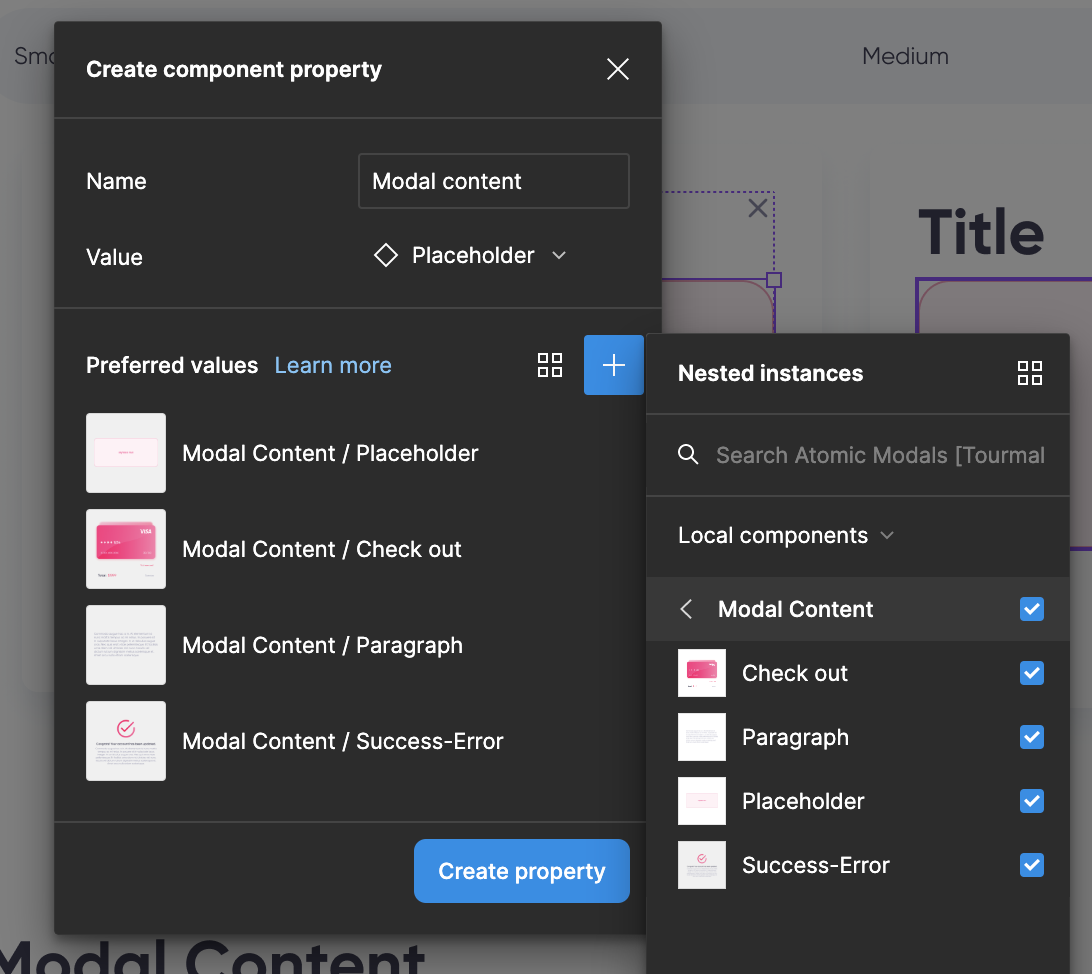 Medium
Create component property
Name
Modal content
Value
Placeholder
Title
Preferred values
Learn more
Modal Content / Placeholder
VISA
Modal Content / Check out
Modal Content / Paragraph
Modal Content / Success-Error
Create property
Nested instances
Search Atomic Modals [Tourmal
Local components
Modal Content
Check out
Paragraph
Placeholder
Success-Error
Modal Content